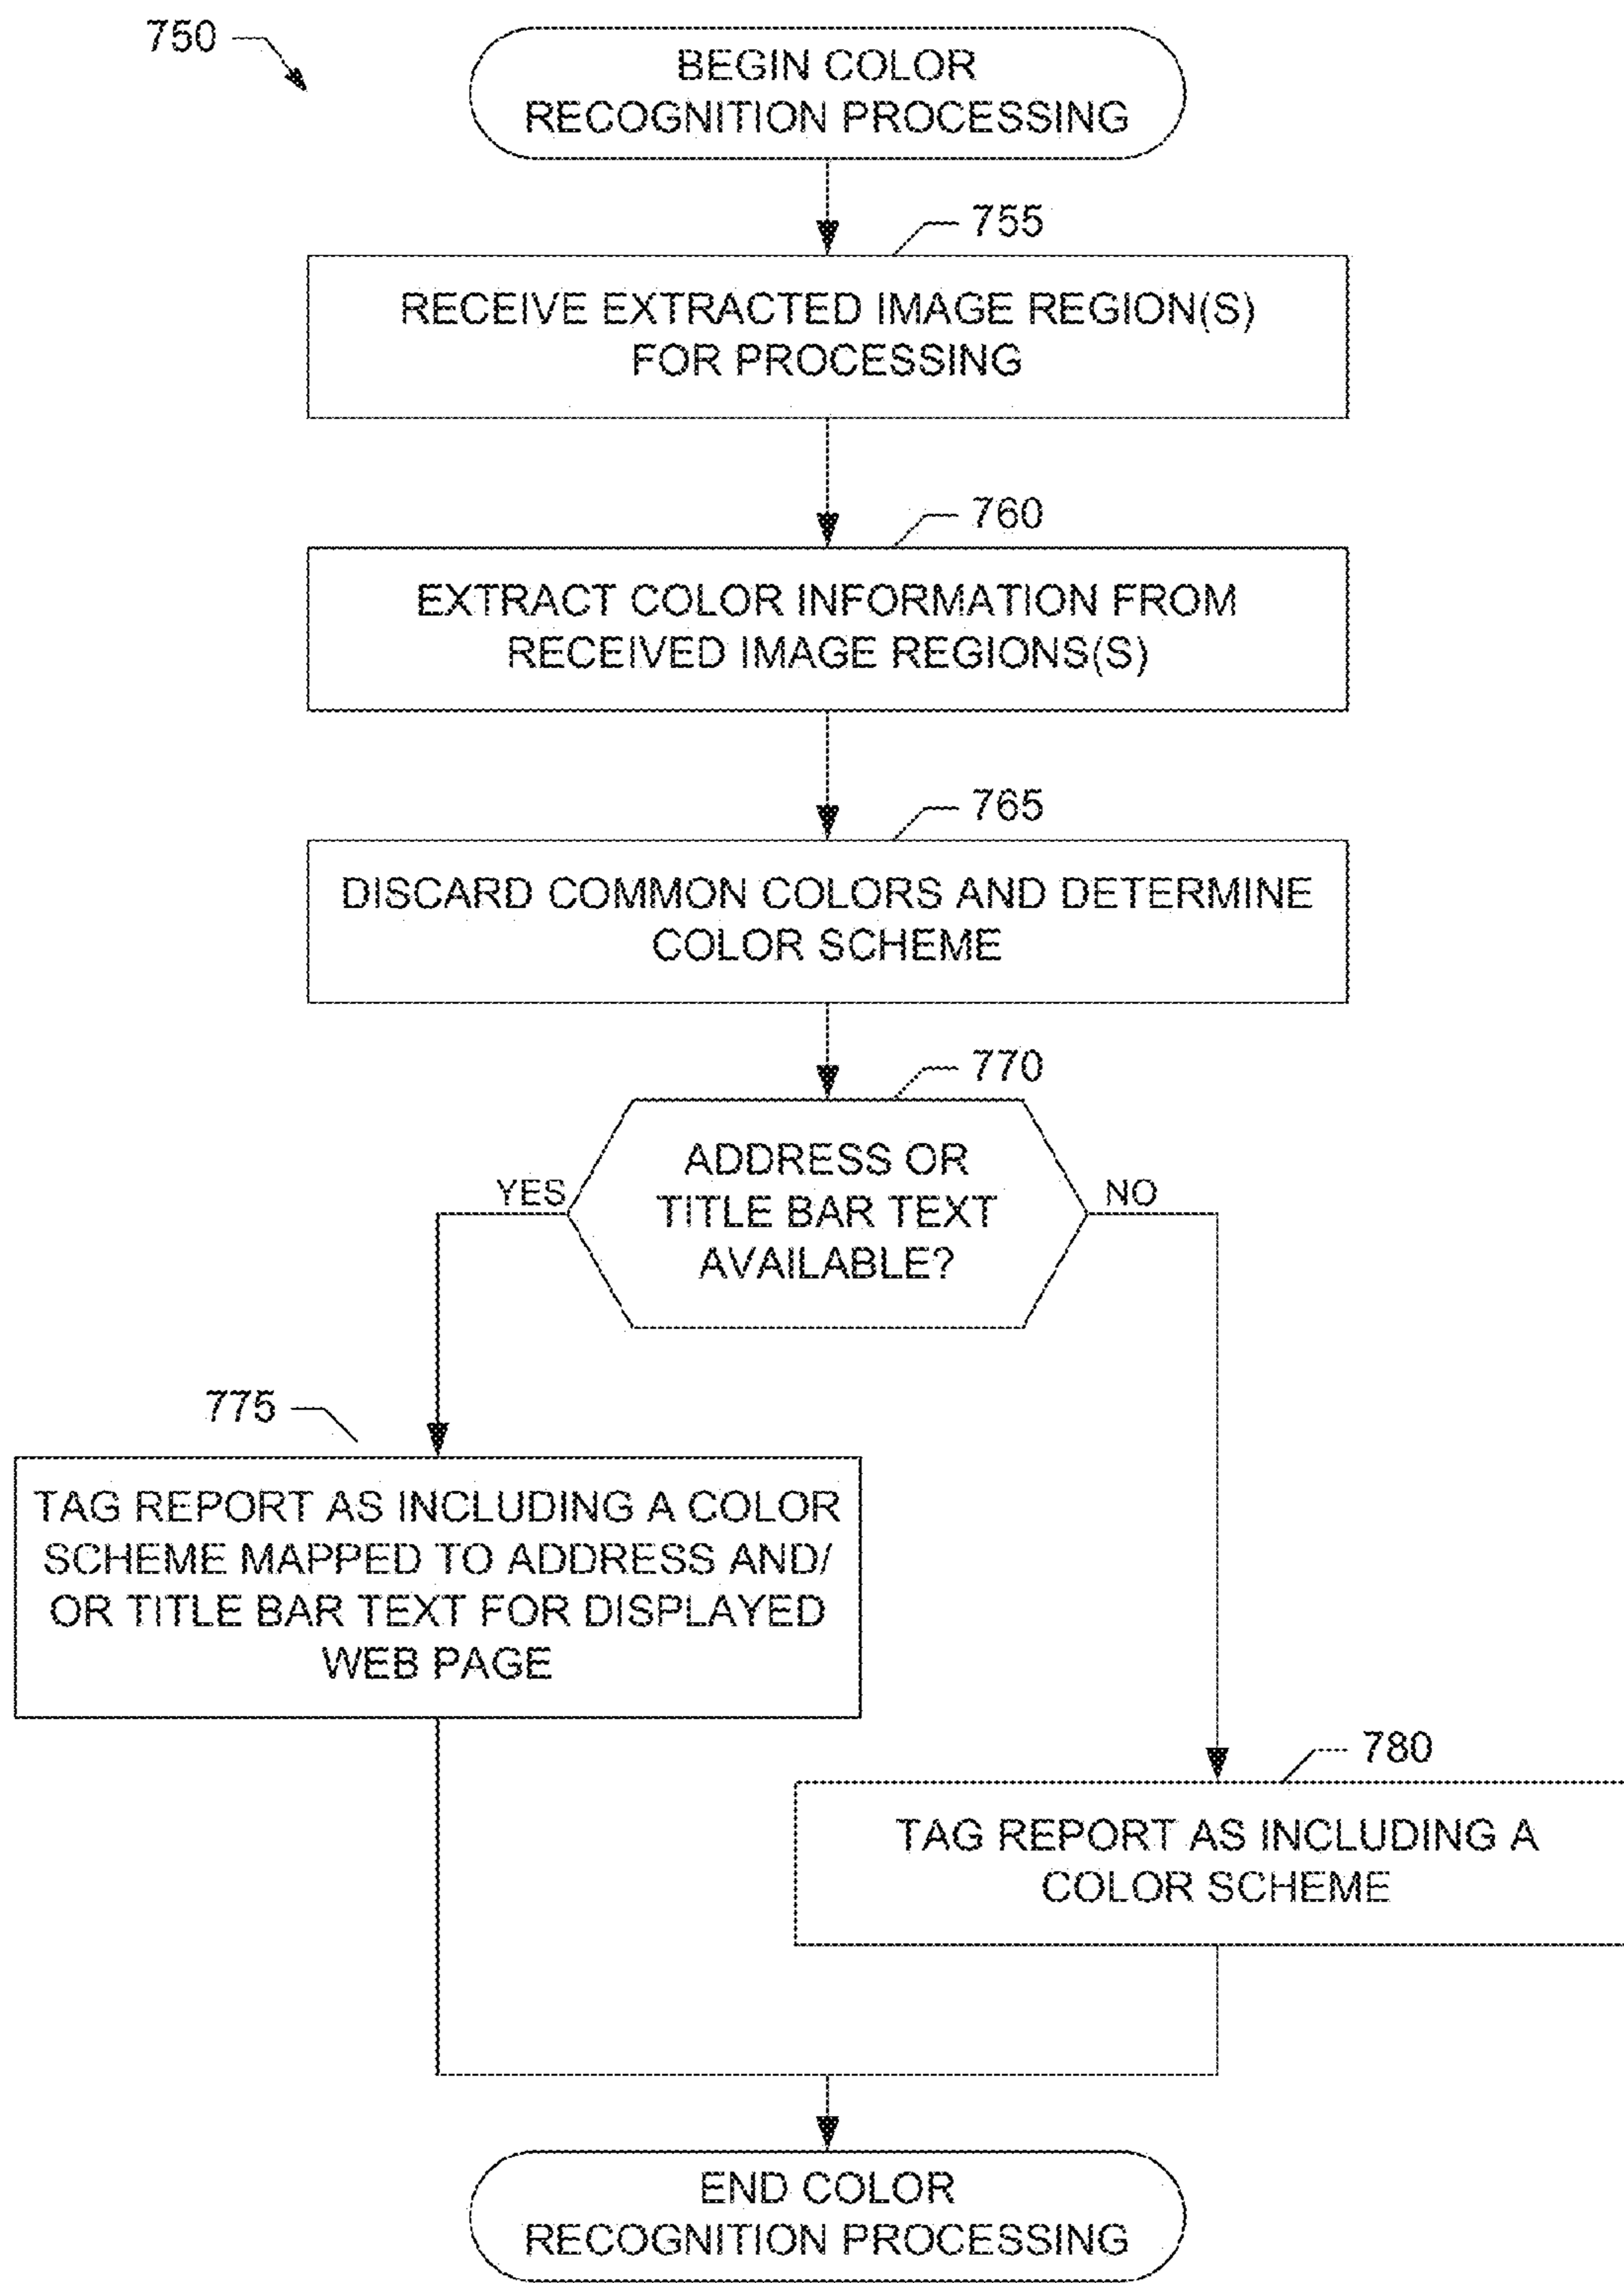 750
BEGIN COLOR
RECOGNITION PROCESSING
755
RECEIVE EXTRACTED IMAGE REGION(S)
FOR PROCESSING
760
EXTRACT COLOR INFORMATION FROM
RECEIVED IMAGE REGIONS(S)
765
DISCARD COMMON COLORS AND DETERMINE
COLOR SCHEME
770
ADDRESS OR
TITLE BAR TEXT
AVAILABLE?
YES
NO
775
TAG REPORT AS INCLUDING A COLOR
SCHEME MAPPED TO ADDRESS AND/
OR TITLE BAR TEXT FOR DISPLAYED
WEB PAGE
780
TAG REPORT AS INCLUDING A
COLOR SCHEME
END COLOR
RECOGNITION PROCESSING